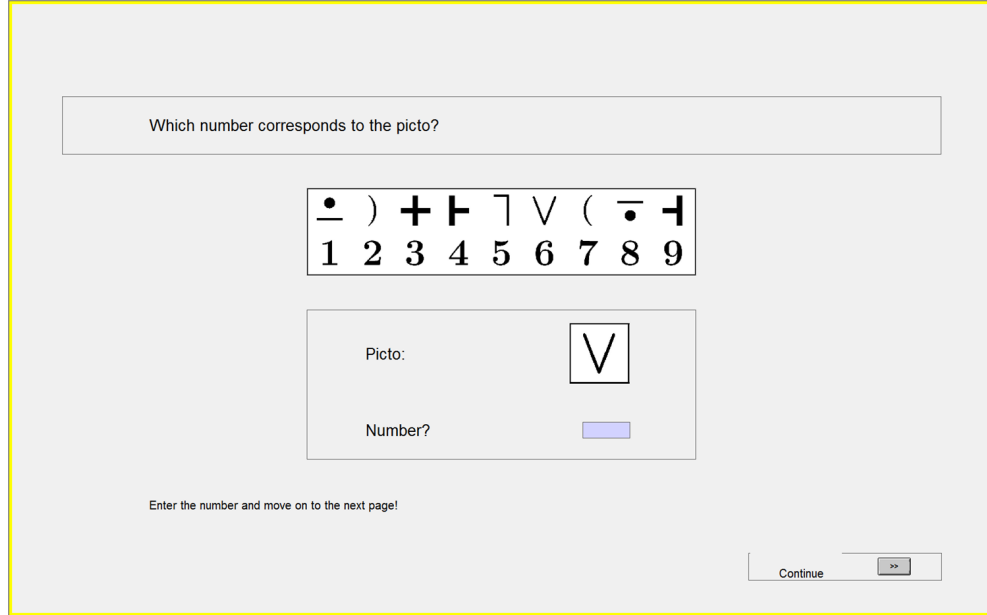 Which number corresponds to the picto?
1 2 3 4 5 6 7 8 9
Picto:
Number?
Enter the number and move on to the next page!
Continue >>